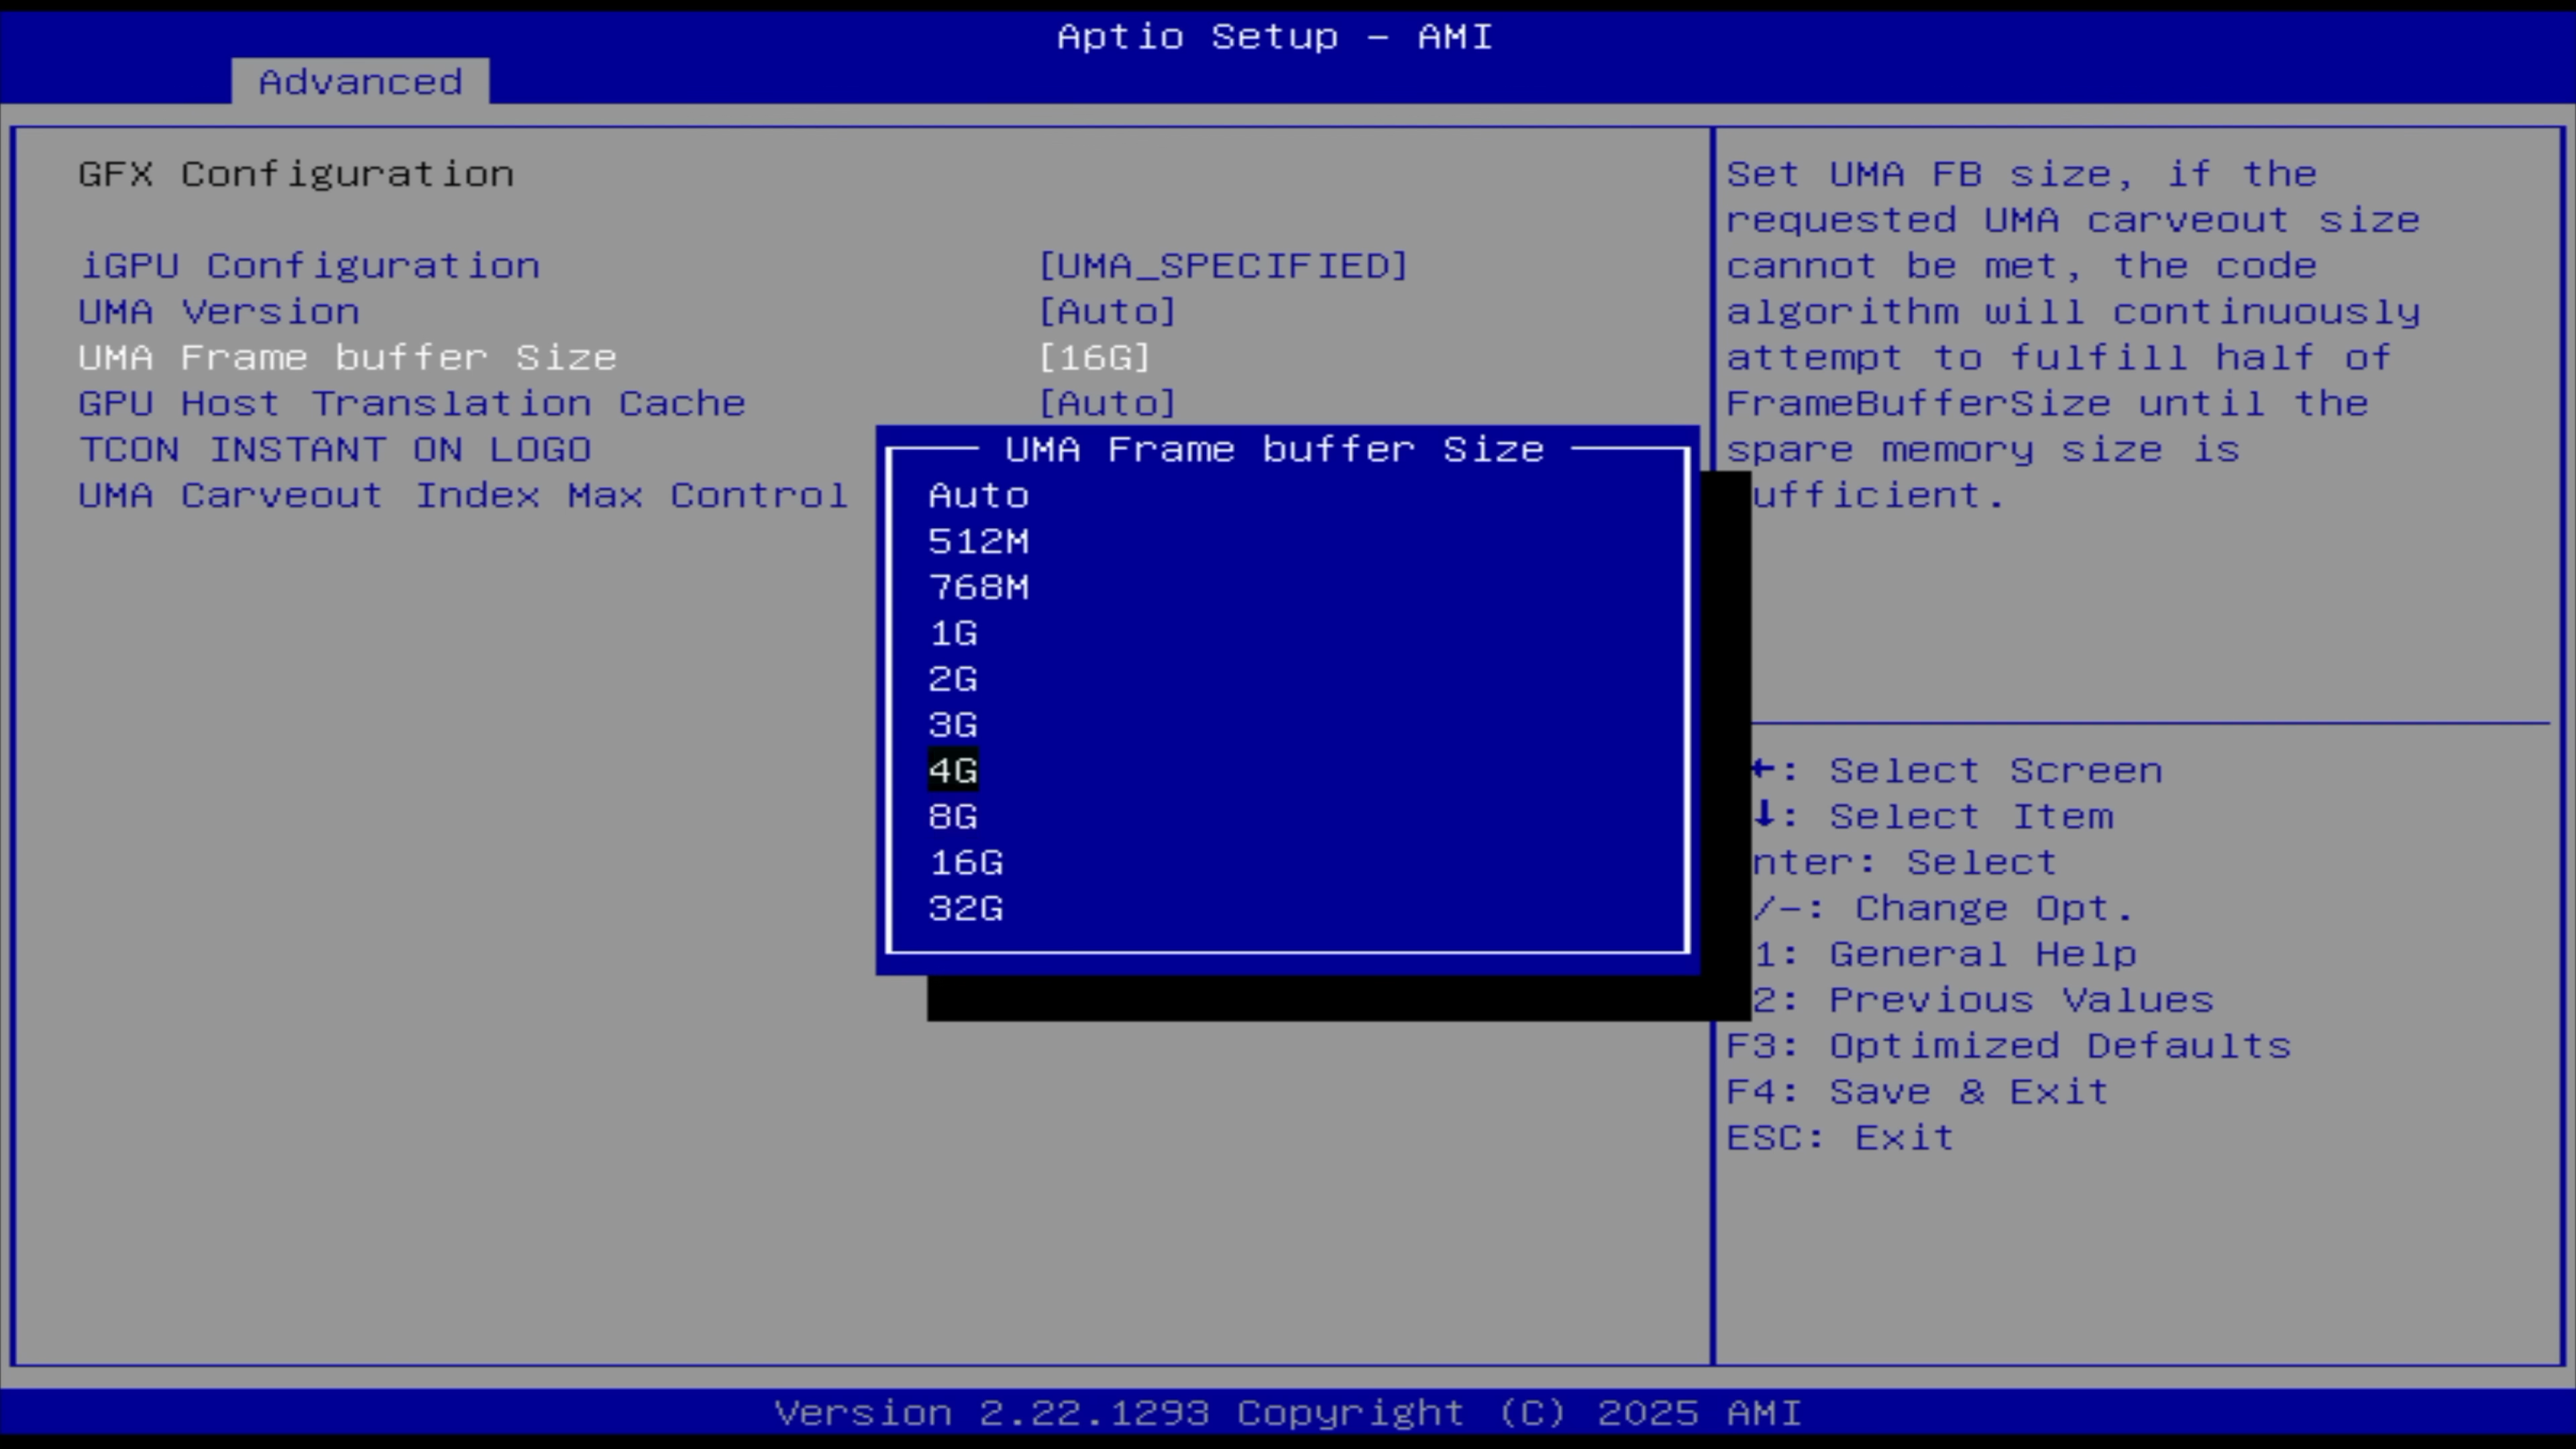 Aptio Setup - AMI
Advanced
GFX Configuration
iGPU Configuration [UMA_SPECIFIED]
UMA Version [Auto]
UMA Frame buffer Size [16G]
GPU Host Translation Cache [Auto]
TCON INSTANT ON LOGO
UMA Carveout Index Max Control
UMA Frame buffer Size
Auto
512M
768M
1G
2G
3G
4G
8G
16G
32G
Set UMA FB size, if the
requested UMA carveout size
cannot be met, the code
algorithm will continuously
attempt to fulfill half of
FrameBufferSize until the
spare memory size is
ufficient.
←: Select Screen
↓: Select Item
nter: Select
/-: Change Opt.
1: General Help
2: Previous Values
F3: Optimized Defaults
F4: Save & Exit
ESC: Exit
Version 2.22.1293 Copyright (C) 2025 AMI